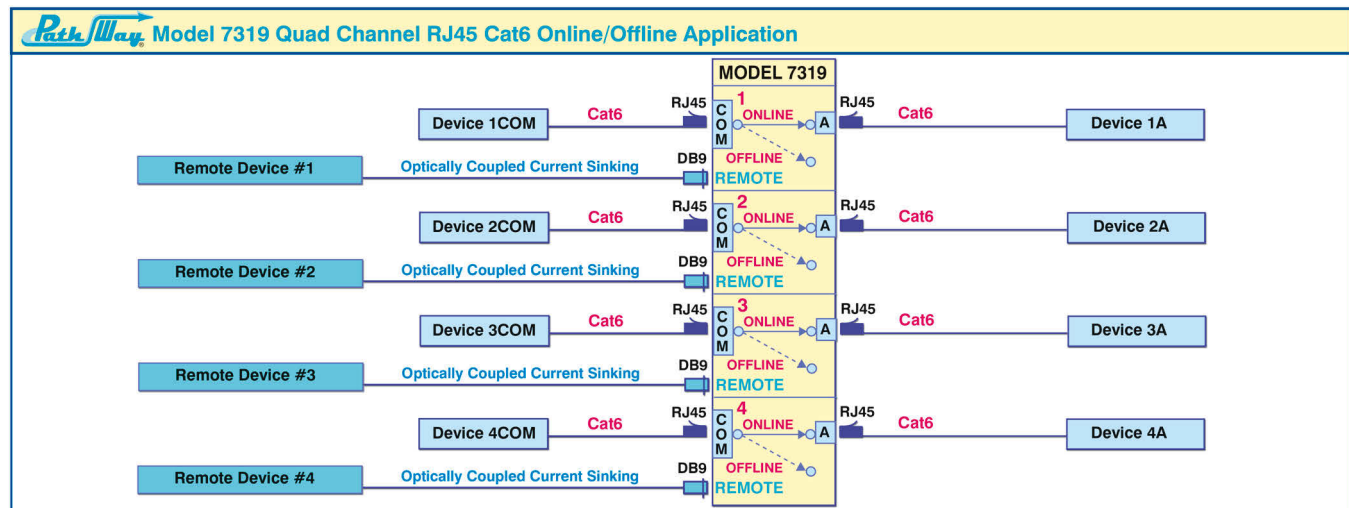 PathWay® Model 7319 Quad Channel RJ45 Cat6 Online/Offline Application
MODEL 7319
Device 1COM Cat6 RJ45 COM 1 ONLINE A RJ45 Cat6 Device 1A
Remote Device #1 Optically Coupled Current Sinking DB9 OFFLINE
REMOTE
Device 2COM Cat6 RJ45 COM 2 ONLINE A RJ45 Cat6 Device 2A
Remote Device #2 Optically Coupled Current Sinking DB9 OFFLINE
REMOTE
Device 3COM Cat6 RJ45 COM 3 ONLINE A RJ45 Cat6 Device 3A
Remote Device #3 Optically Coupled Current Sinking DB9 OFFLINE
REMOTE
Device 4COM Cat6 RJ45 COM 4 ONLINE A RJ45 Cat6 Device 4A
Remote Device #4 Optically Coupled Current Sinking DB9 OFFLINE
REMOTE